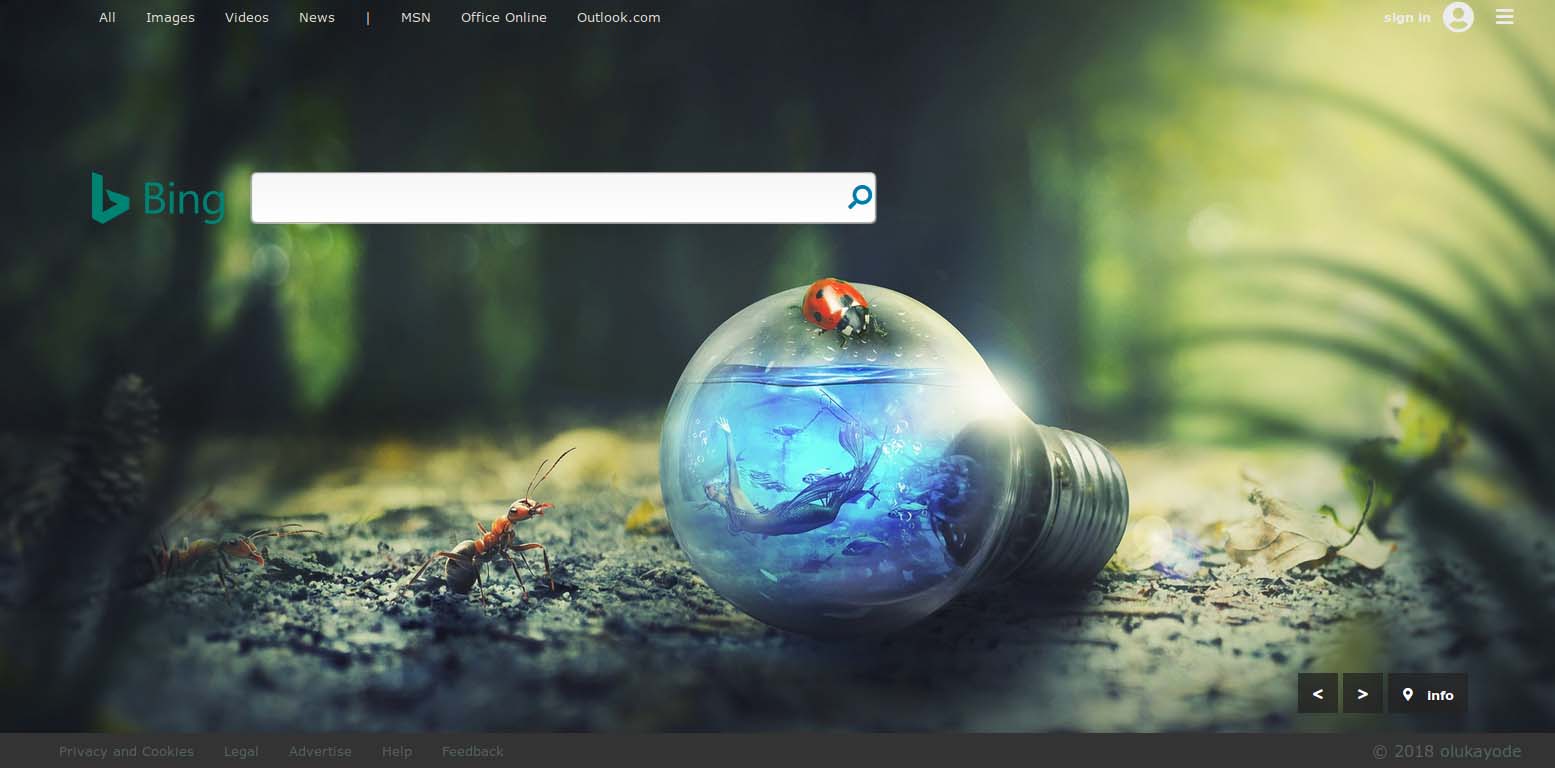 All Images Videos News | MSN Office Online Outlook.com sign in
Bing
< > info
Privacy and Cookies Legal Advertise Help Feedback © 2018 olukayode